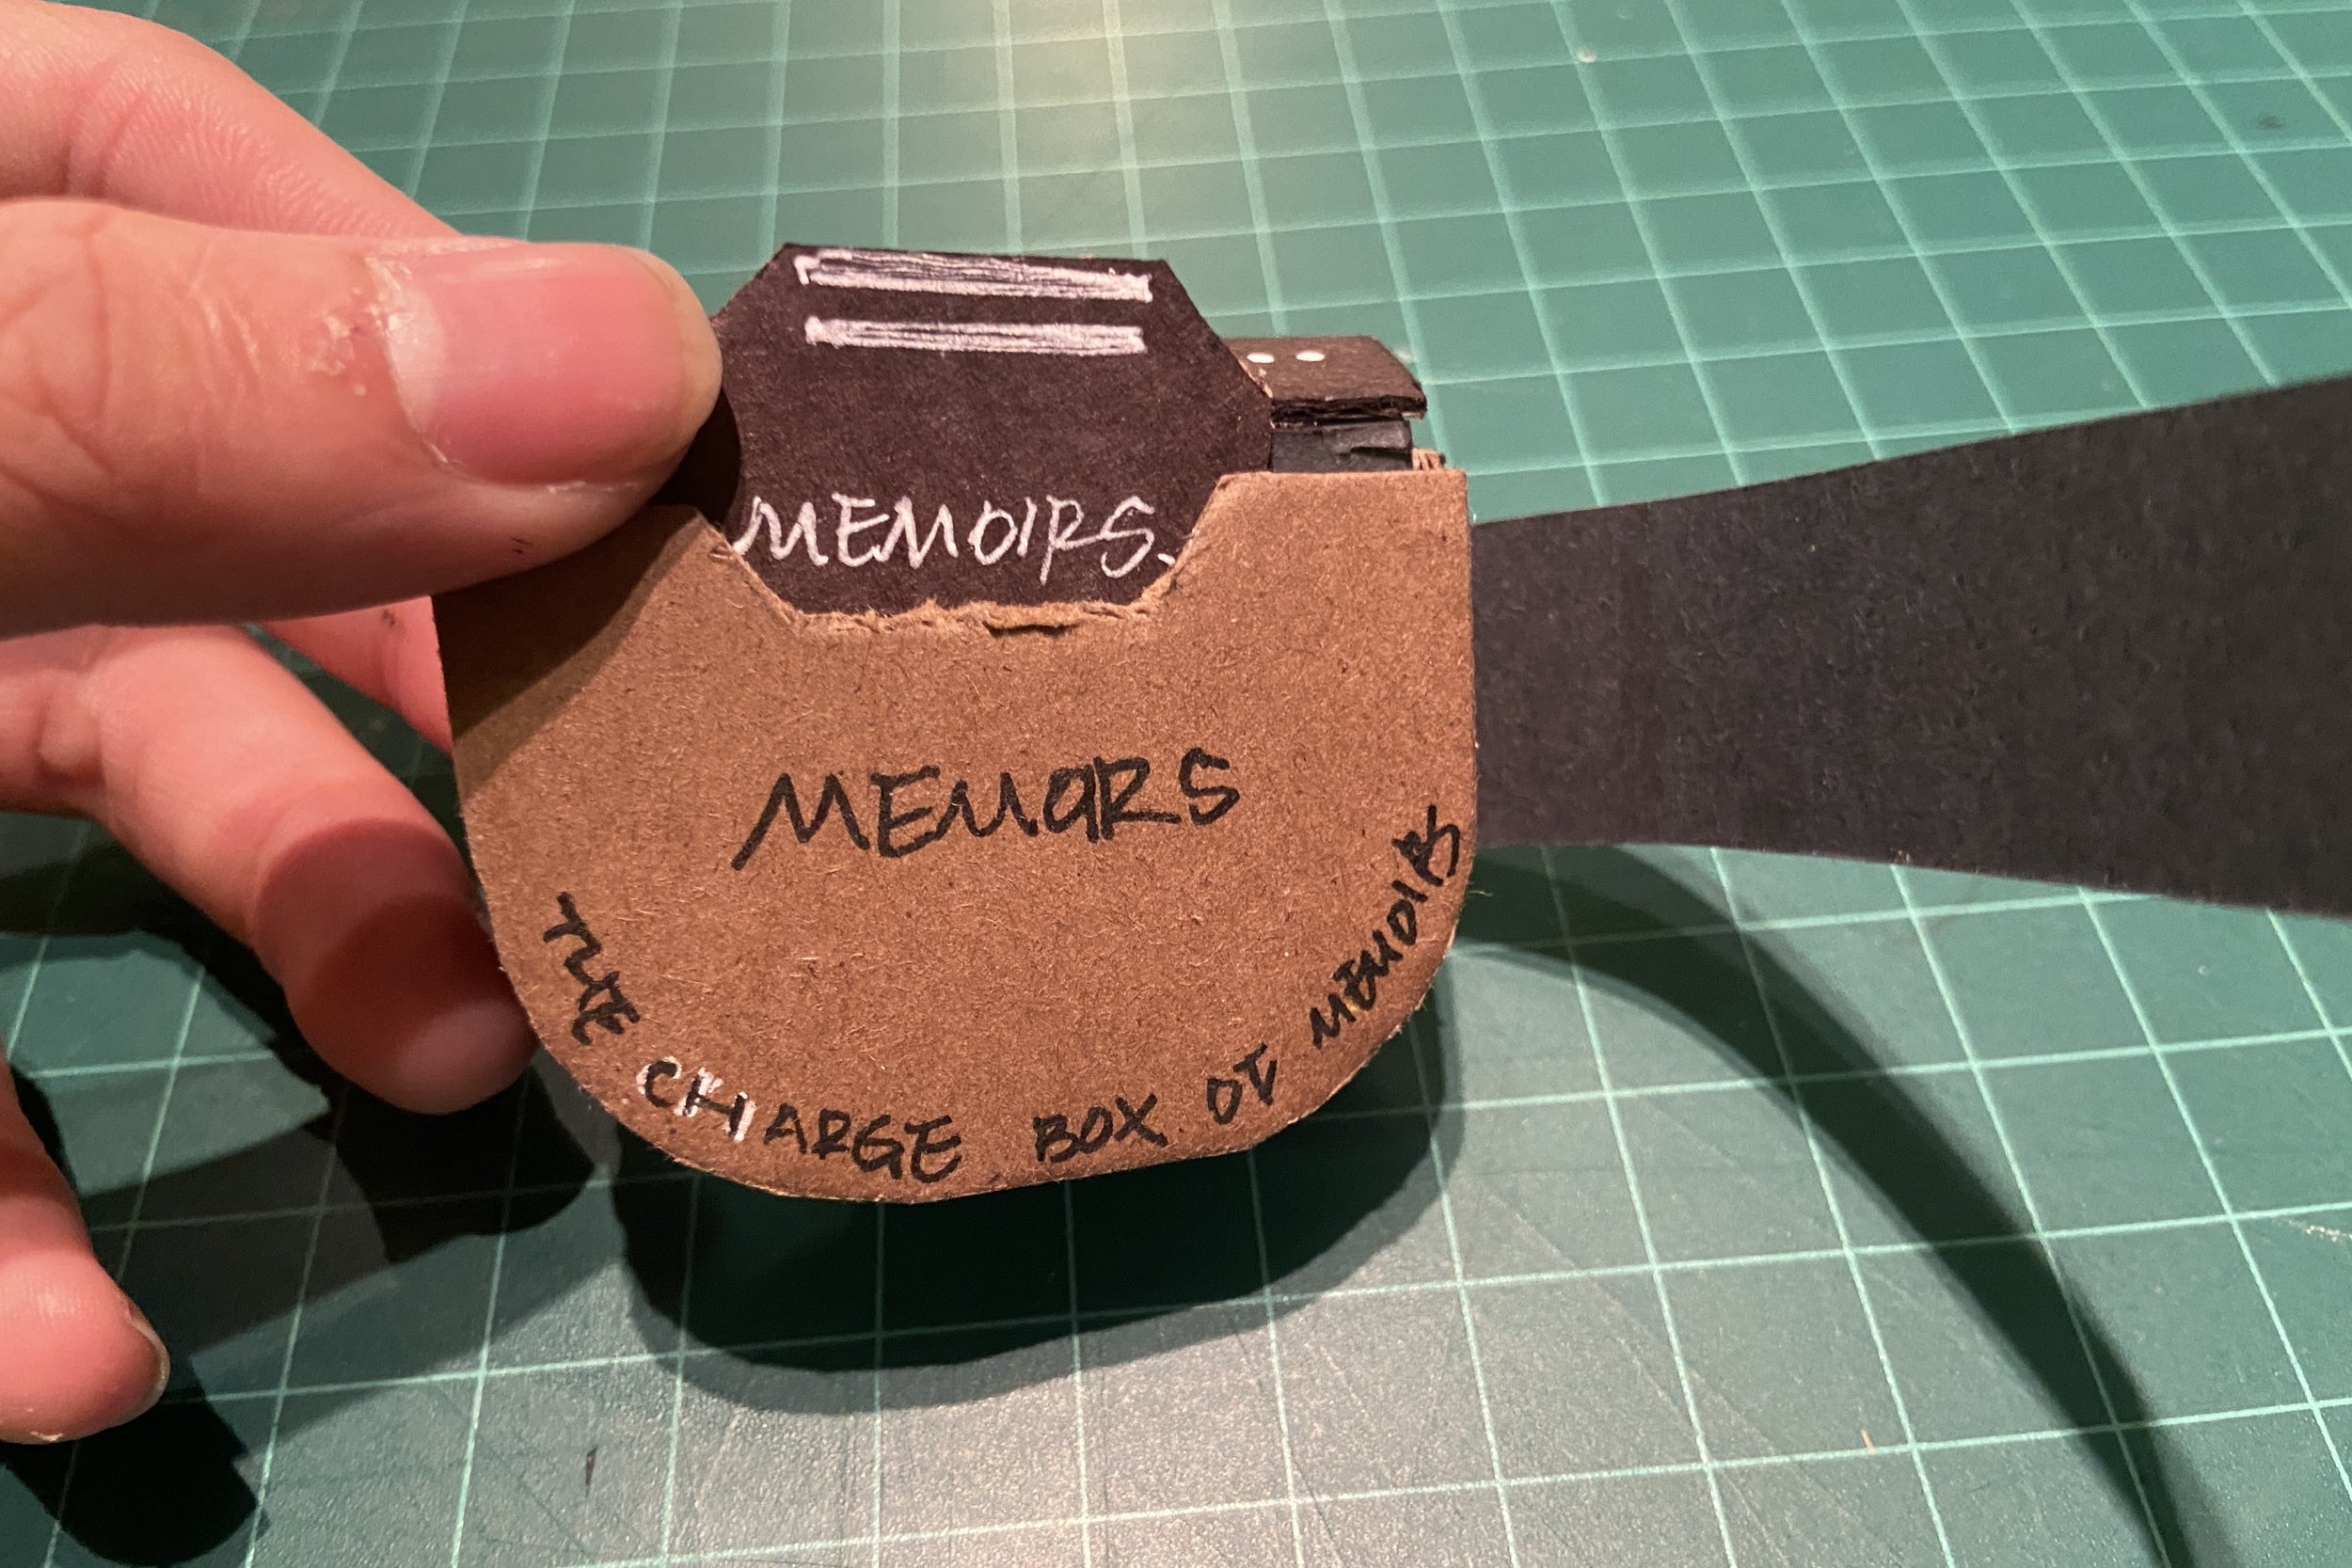 MEMOIRS.
MEMOIRS
THE CHARGE BOX OF MEMOIRS